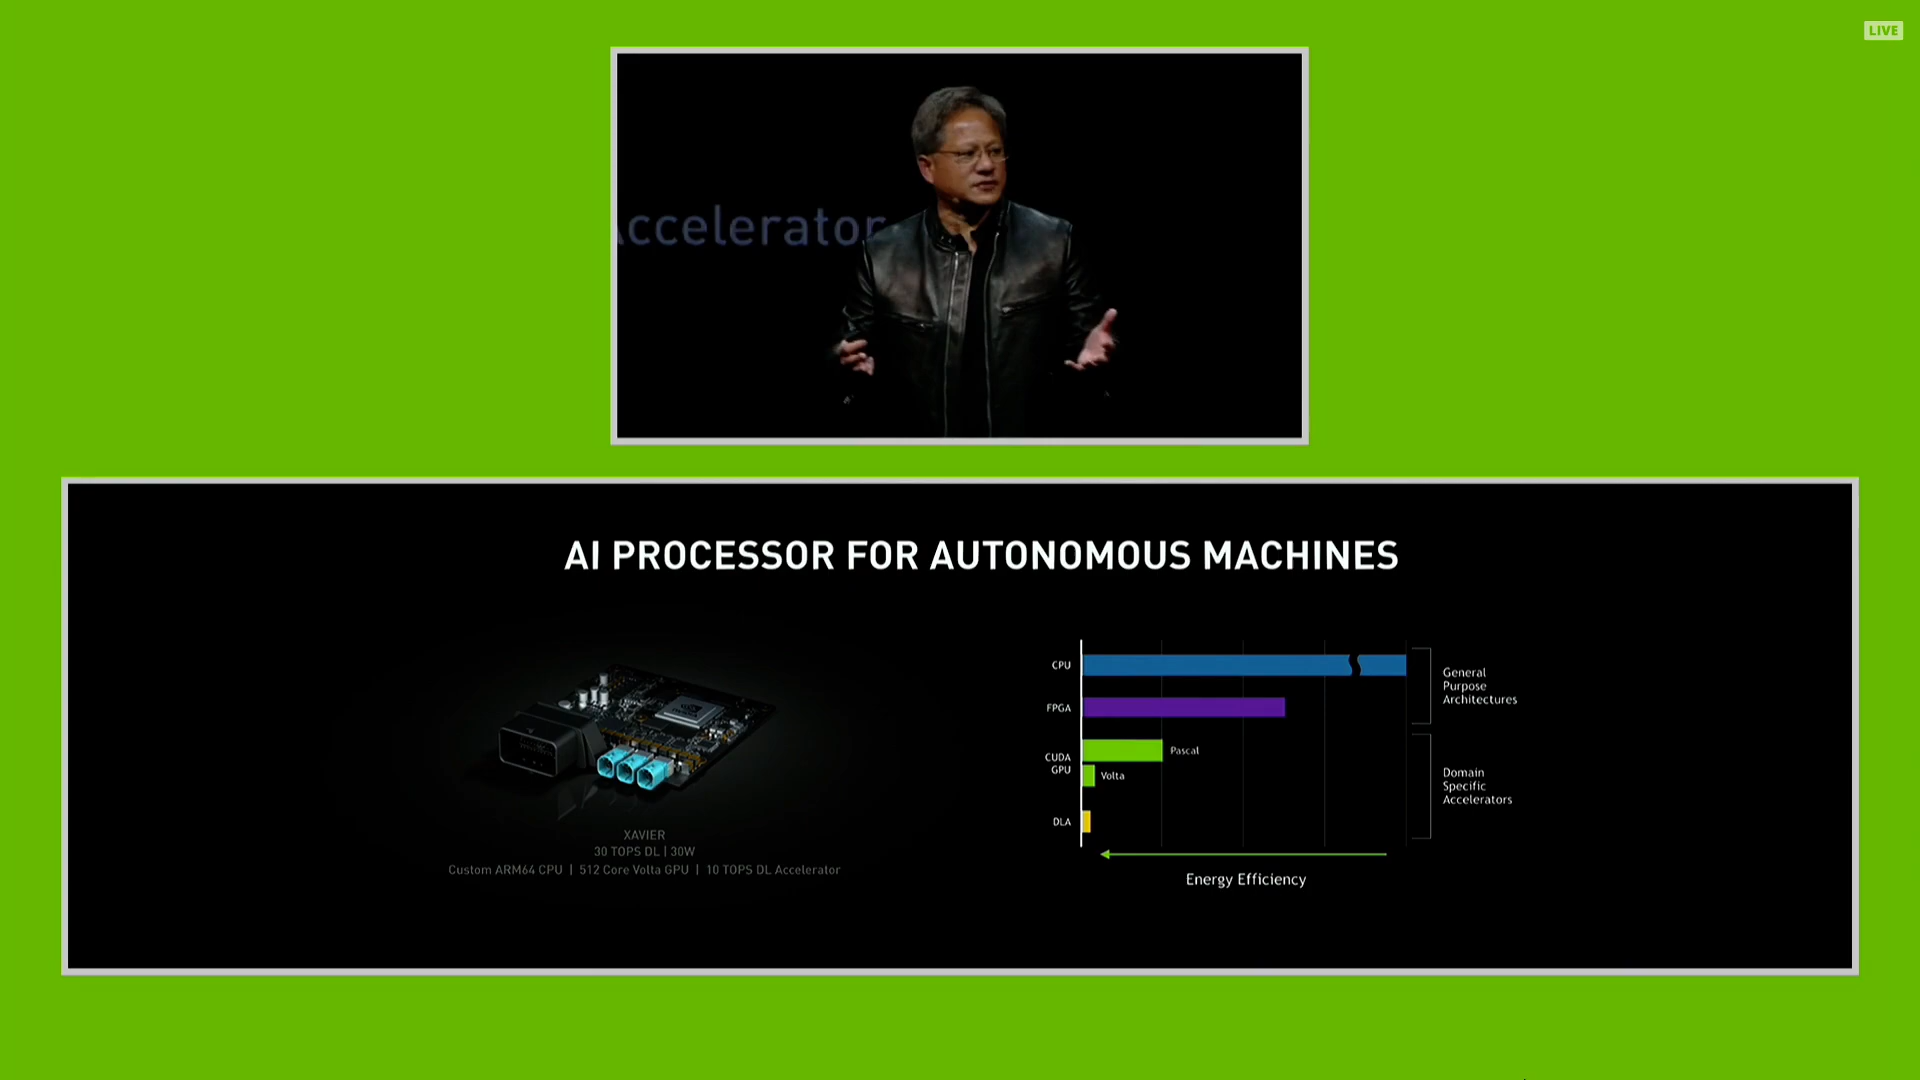 LIVE
Accelerator
AI PROCESSOR FOR AUTONOMOUS MACHINES
XAVIER
30 TOPS DL | 30W
Custom ARM64 CPU | 512 Core Volta GPU | 10 TOPS DL Accelerator
CPU
FPGA
CUDA
GPU
Pascal
Volta
DLA
General
Purpose
Architectures
Domain
Specific
Accelerators
Energy Efficiency